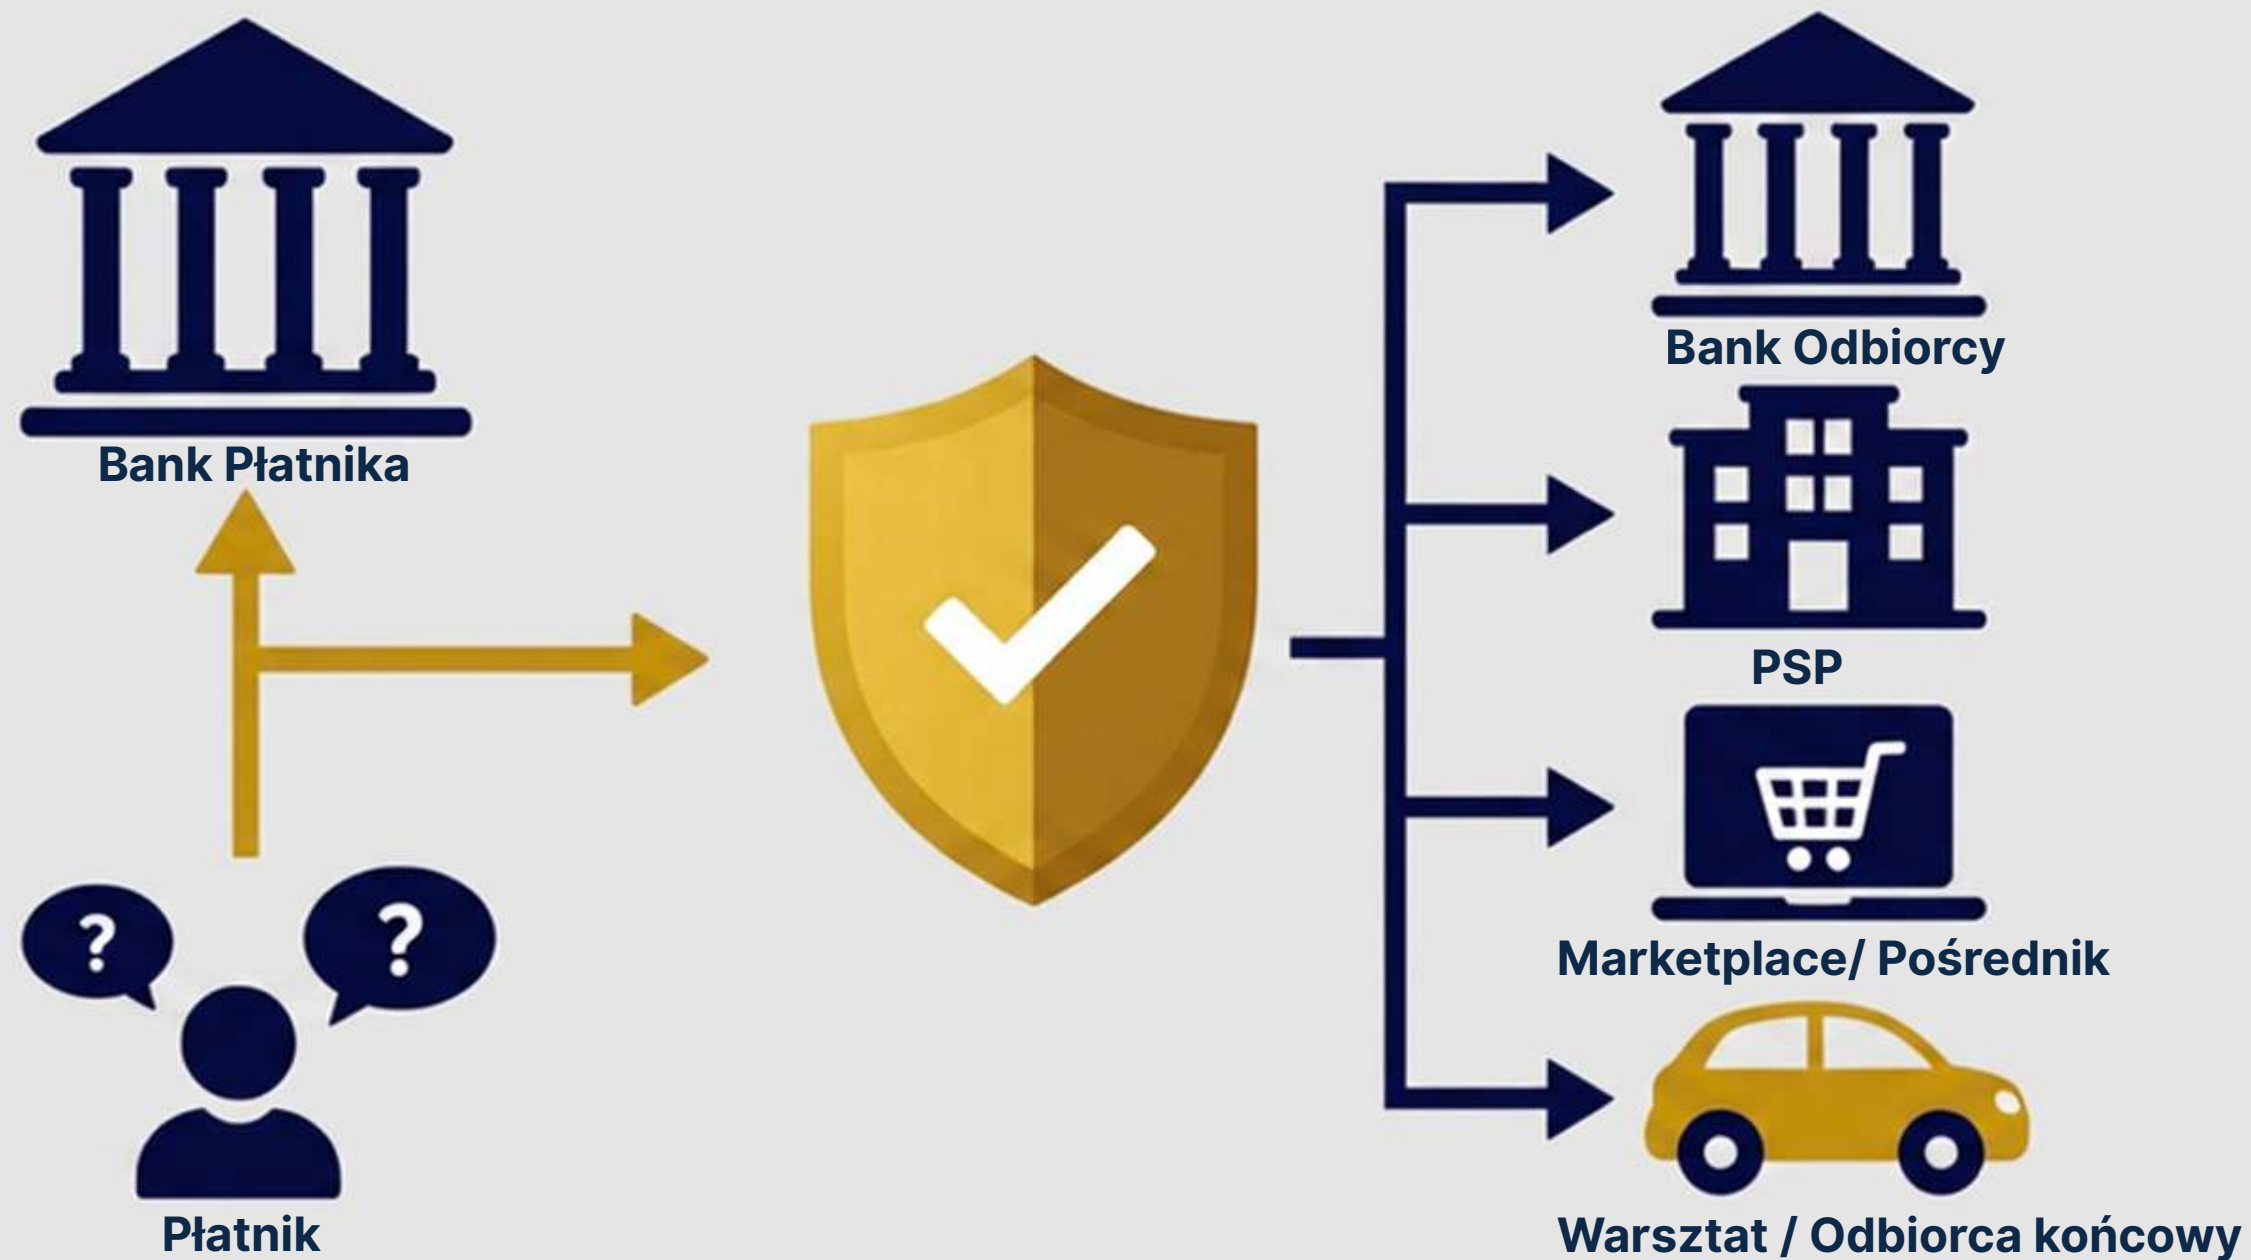 Bank Płatnika
?
?
Płatnik
Bank Odbiorcy
PSP
Marketplace/ Pośrednik
Warsztat / Odbiorca końcowy